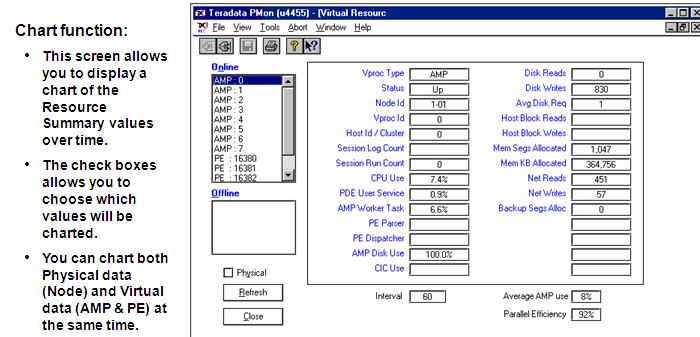 Chart function:
• This screen allows
you to display a
chart of the
Resource
Summary values
over time.
• The check boxes
allows you to
choose which
values will be
charted.
• You can chart both
Physical data
(Node) and Virtual
data (AMP & PE) at
the same time.
Teradata PMon (u4455) - [Virtual Resourc
File View Tools Abort Window Help
Online
AMP : 0
AMP : 1
AMP : 2
AMP : 3
AMP : 4
AMP : 5
AMP : 6
AMP : 7
PE : 16380
PE : 16381
PE : 16382
Offline
Physical
Refresh
Close
Vproc Type AMP
Status Up
Node Id 1-01
Vproc Id 0
Host Id / Cluster 0
Session Log Count
Session Run Count 0
CPU Use 7.4%
PDE User Service 0.9%
AMP Worker Task 6.6%
PE Parser
PE Dispatcher
AMP Disk Use 100.0%
CIC Use
Disk Reads 0
Disk Writes 830
Avg Disk Req 1
Host Block Reads
Host Block Writes
Mem Segs Allocated 1,047
Mem KB Allocated 364,756
Net Reads 451
Net Writes 57
Backup Segs Alloc 0
Interval 60
Average AMP use 8%
Parallel Efficiency 92%